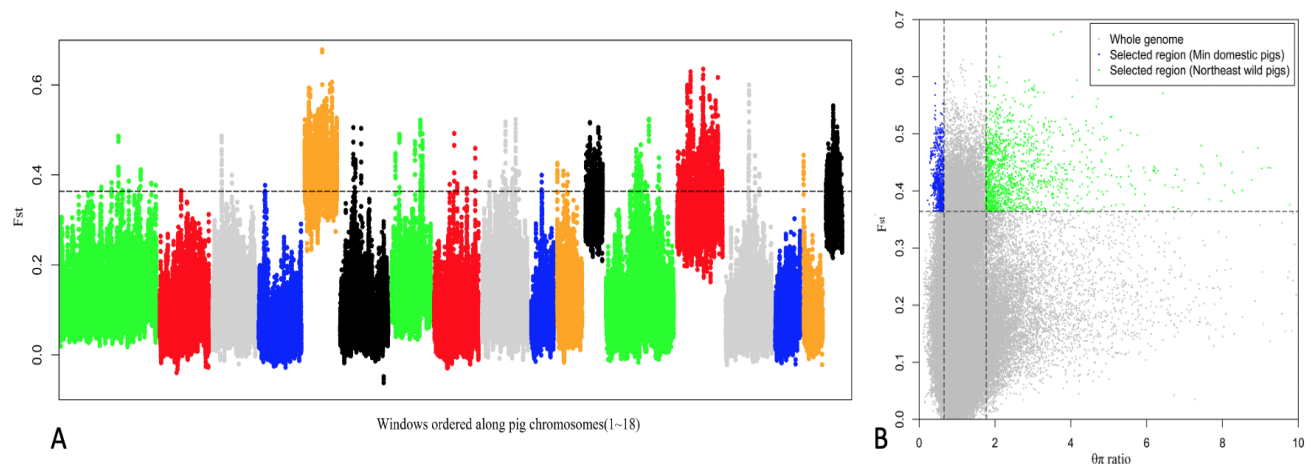 0.6
0.4
0.2
0.0
Fst
Windows ordered along pig chromosomes(1~18)
A
0.7
0.6
0.5
0.4
0.3
0.2
0.1
0.0
Fst
Whole genome
Selected region (Min domestic pigs)
Selected region (Northeast wild pigs)
0 2 4 6 8 10
θπ ratio
B